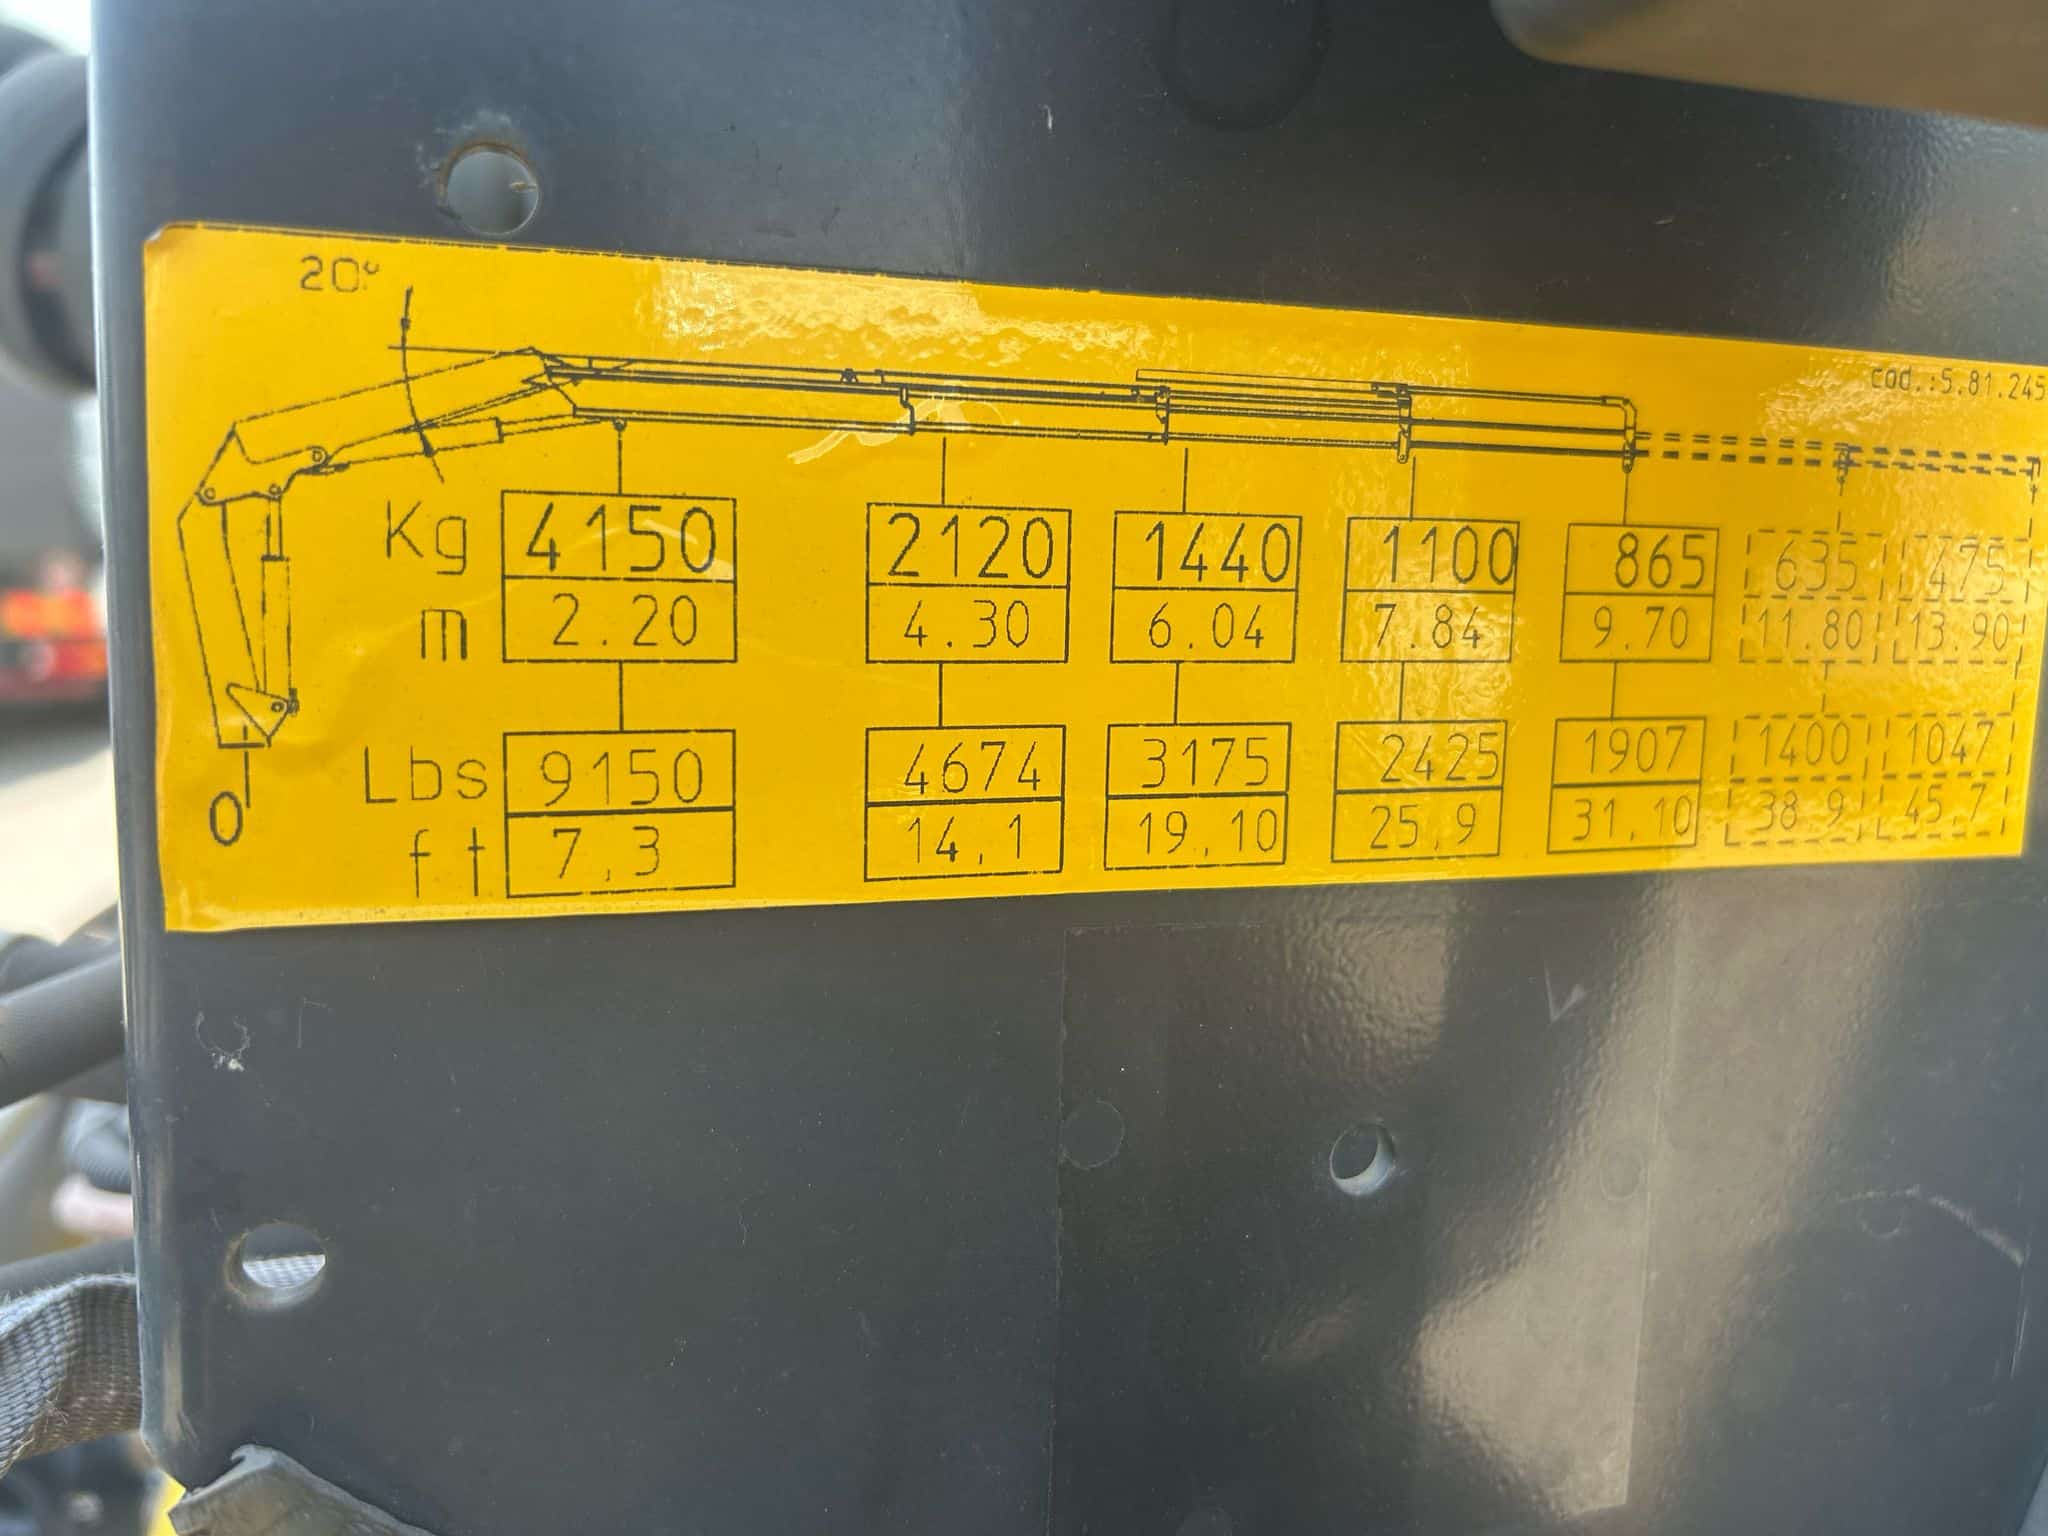 20°
cod.:5.81.245
Kg 4150 2120 1440 1100 865 635 475
m 2.20 4.30 6.04 7.84 9.70 11.80 13.90
Lbs 9150 4674 3175 2425 1907 1400 1047
ft 7,3 14,1 19,10 25,9 31,10 38,9 45,7
0